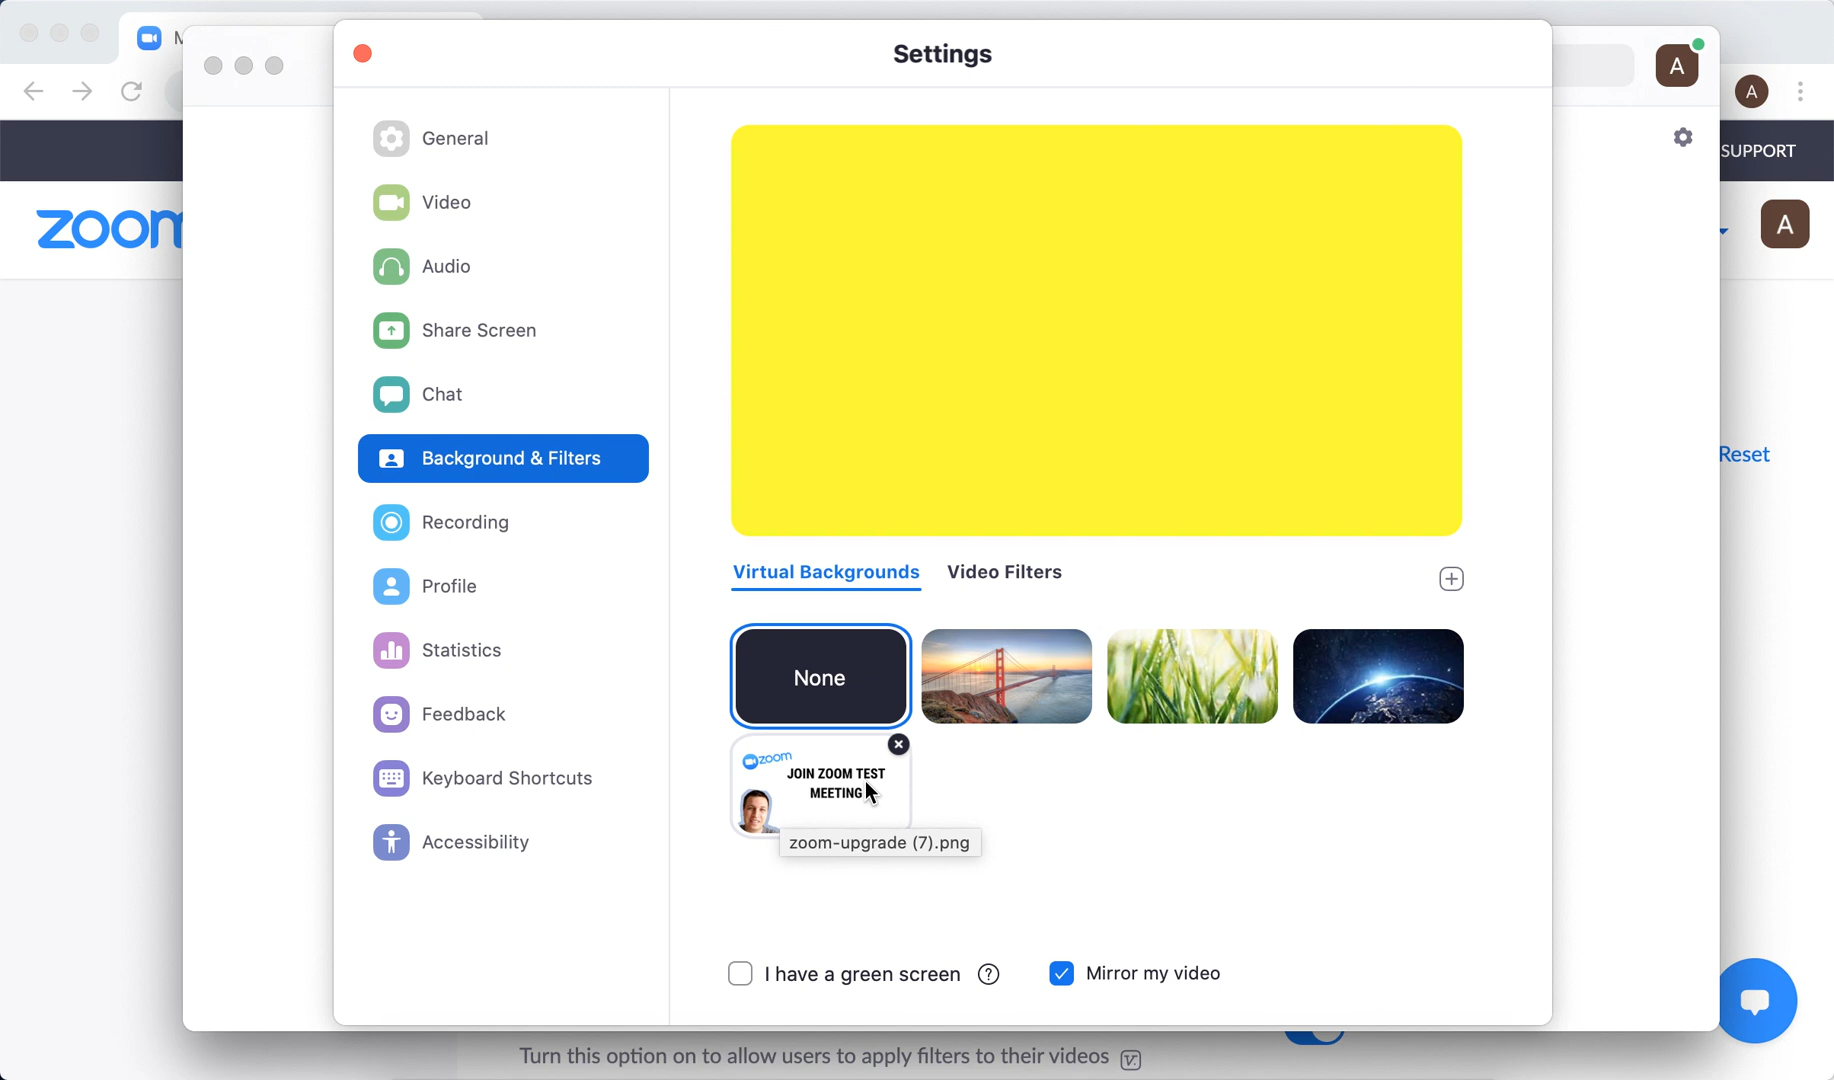 M
Settings
A
A
SUPPORT
zoom
A
General
Video
Audio
Share Screen
Chat
Background & Filters
Recording
Profile
Statistics
Feedback
Keyboard Shortcuts
Accessibility
Reset
Virtual Backgrounds
Video Filters
None
zoom
JOIN ZOOM TEST
MEETING
zoom-upgrade (7).png
I have a green screen ?
Mirror my video
Turn this option on to allow users to apply filters to their videos